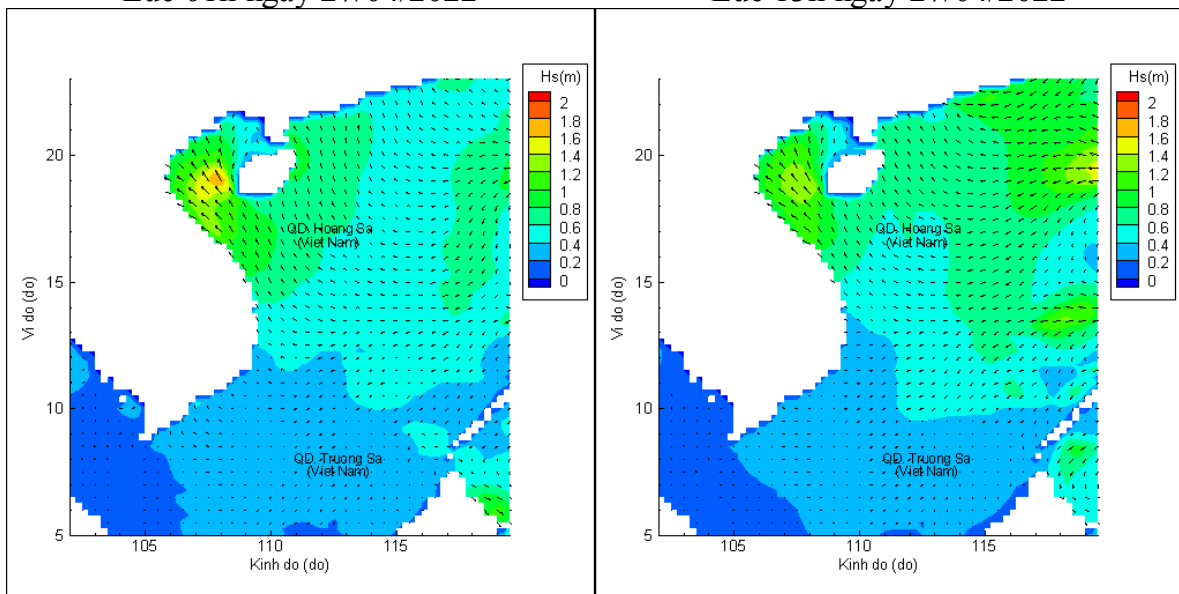 Hs(m)
2
1.8
1.6
1.4
1.2
1
0.8
0.6
0.4
0.2
0
20
15
10
5
Vi do (do)
QD. Hoang Sa
(Viet Nam)
QD. Truong Sa
(Viet Nam)
105
110
115
Kinh do (do)
Hs(m)
2
1.8
1.6
1.4
1.2
1
0.8
0.6
0.4
0.2
0
20
15
10
5
Vi do (do)
QD. Hoang Sa
(Viet Nam)
QD. Truong Sa
(Viet Nam)
105
110
115
Kinh do (do)